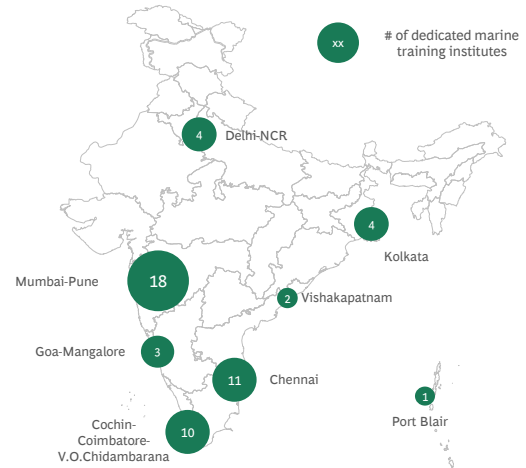 xx
# of dedicated marine
training institutes
4
Delhi-NCR
4
Kolkata
18
Mumbai-Pune
2
Vishakapatnam
3
Goa-Mangalore
11
Chennai
1
Port Blair
10
Cochin-
Coimbatore-
V.O.Chidambarana